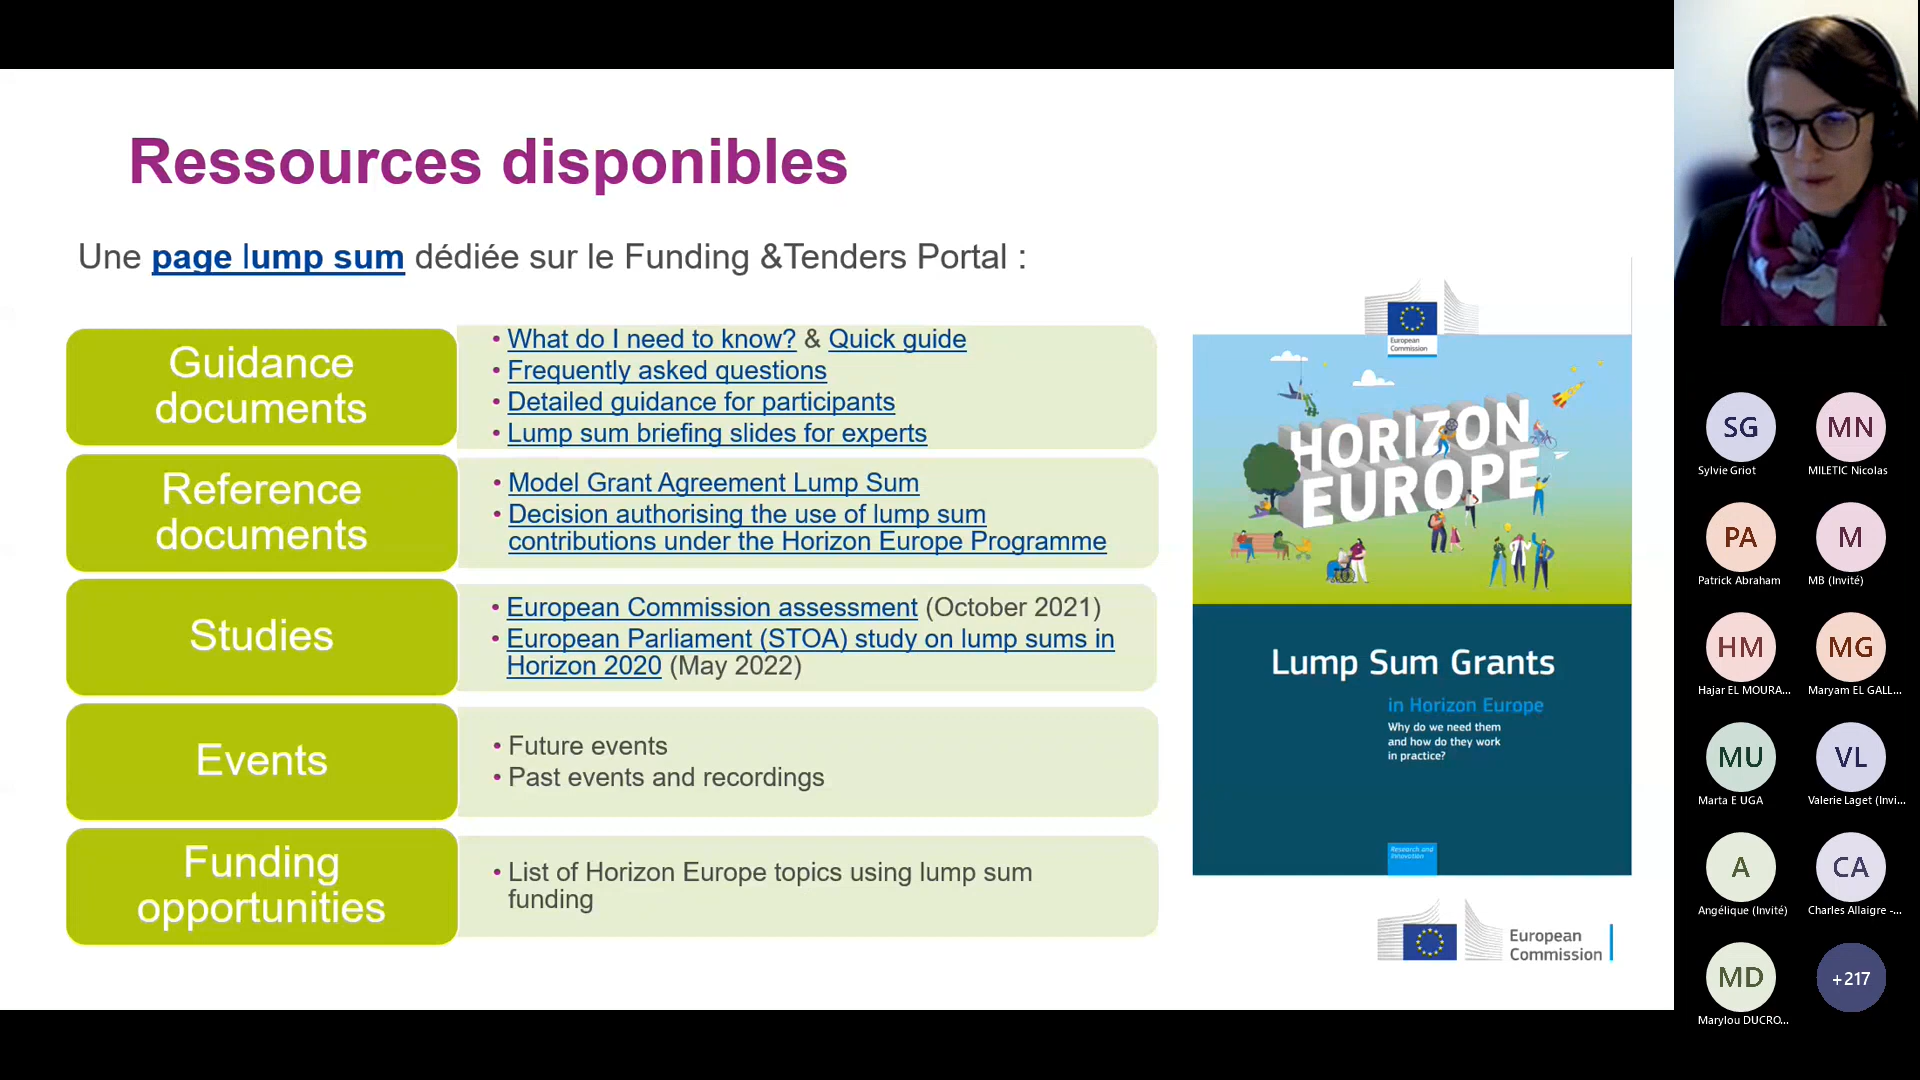 Ressources disponibles
Une page lump sum dédiée sur le Funding &Tenders Portal :
Guidance
documents
• What do I need to know? & Quick guide
• Frequently asked questions
• Detailed guidance for participants
• Lump sum briefing slides for experts
Reference
documents
• Model Grant Agreement Lump Sum
• Decision authorising the use of lump sum
contributions under the Horizon Europe Programme
Studies
• European Commission assessment (October 2021)
• European Parliament (STOA) study on lump sums in
Horizon 2020 (May 2022)
Events
• Future events
• Past events and recordings
Funding
opportunities
• List of Horizon Europe topics using lump sum
funding
European
Commission
HORIZON
EUROPE
Lump Sum Grants
in Horizon Europe
Why do we need them
and how do they work
in practice?
Research and
Innovation
European
Commission
SG
Sylvie Griot
MN
MILETIC Nicolas
PA
Patrick Abraham
M
MB (Invité)
HM
Hajar EL MOURA...
MG
Maryam EL GALL...
MU
Marta E UGA
VL
Valerie Laget (Invi...
A
Angélique (Invité)
CA
Charles Allaigre -...
MD
Marylou DUCRO...
+217